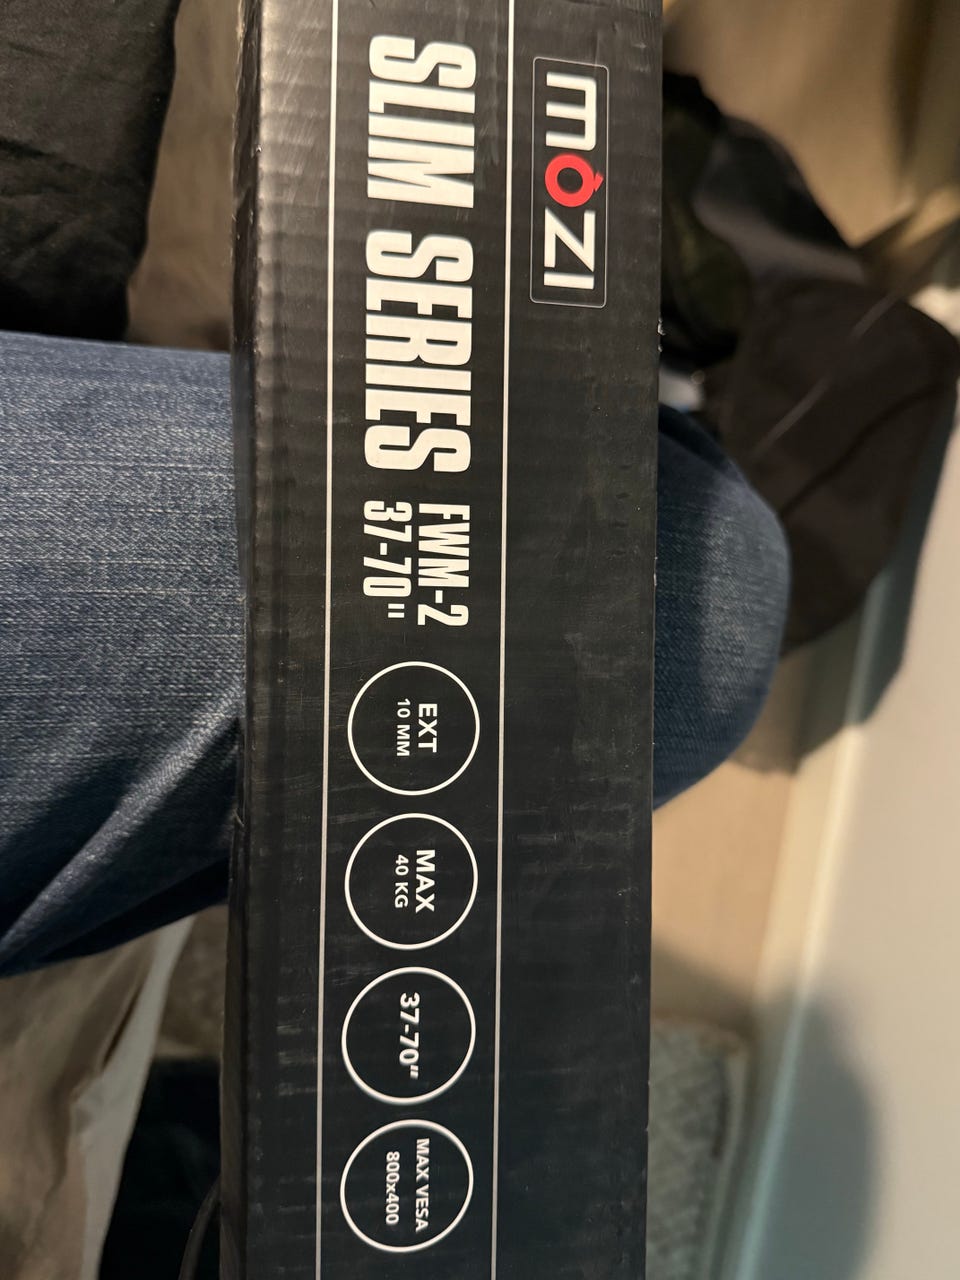 mozi
SLIM SERIES
FWM-2
37-70"
EXT
10 MM
MAX
40 KG
37-70"
MAX VESA
800x400